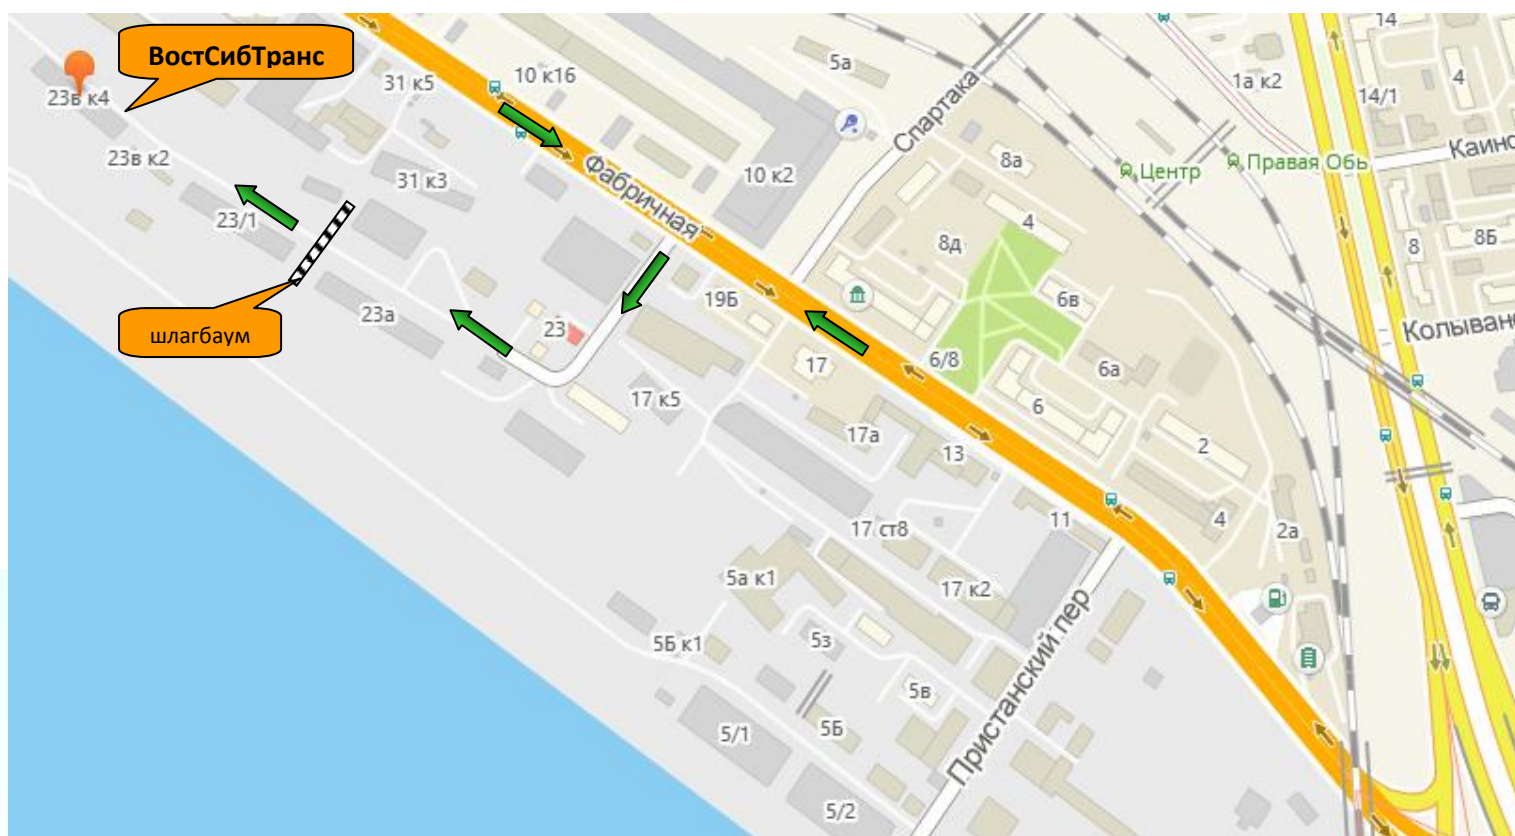 ВостСибТранс
23в к4
31 к5
10 к16
5а
14
1а к2
4
14/1
Спартака
Каинс
23в к2
31 к3
Фабричная
10 к2
8а
Центр
Правая Обь
23/1
4
8д
8
8Б
6в
19Б
23а
23
шлагбаум
Колыванс
17
6/8
6а
17 к5
6
17а
13
2
11
4
2а
17 ст8
5а к1
17 к2
Пристанский пер
5Б к1
5з
5в
5Б
5/1
5/2